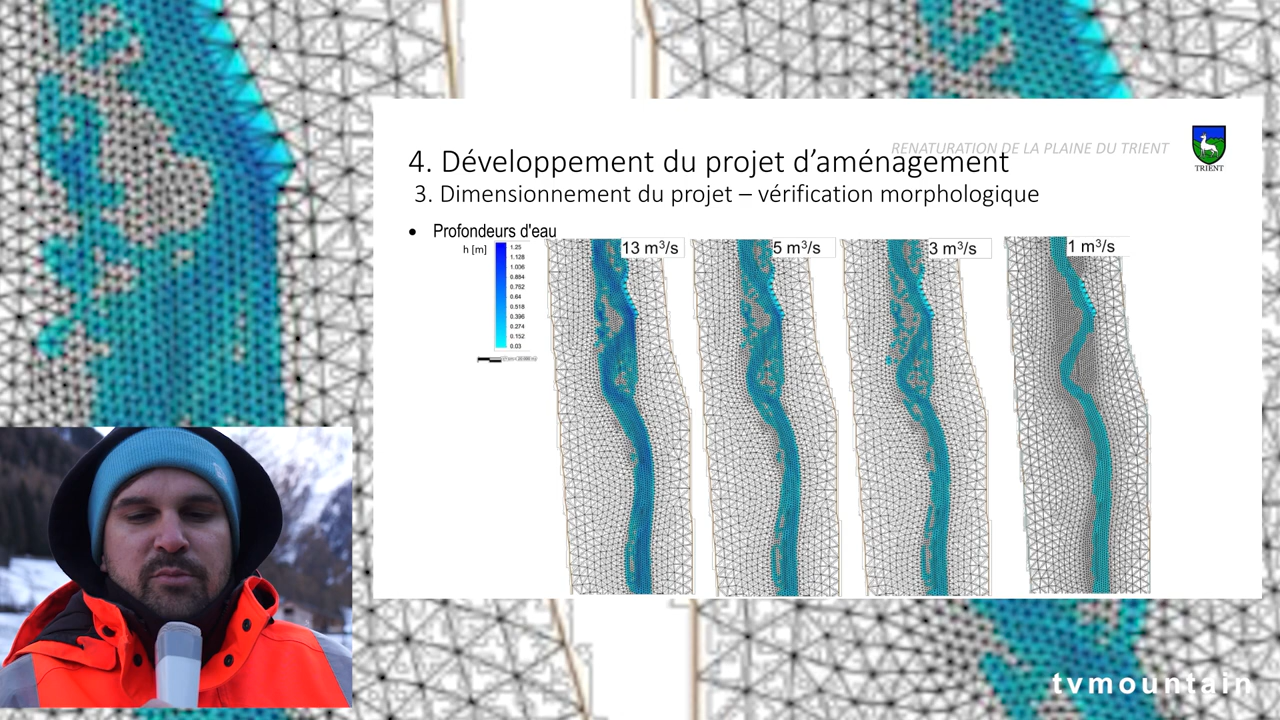 RENATURATION DE LA PLAINE DU TRIENT
4. Développement du projet d’aménagement
TRIENT
3. Dimensionnement du projet – vérification morphologique
• Profondeurs d'eau
h [m]
13 m³/s
5 m³/s
3 m³/s
1 m³/s
1.25
1.128
1.006
0.884
0.752
0.64
0.518
0.396
0.274
0.152
0.03
tvmountain